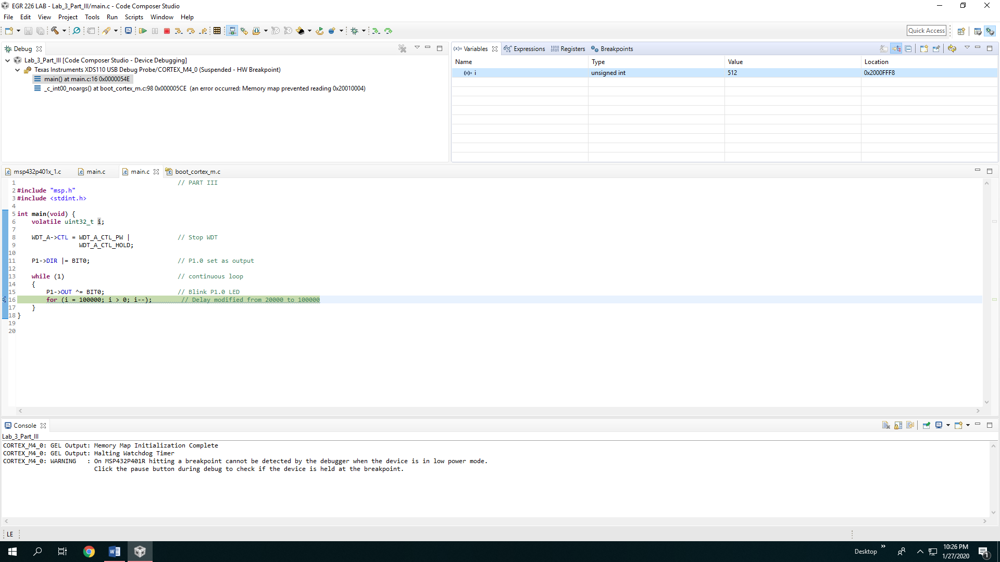 EGR 226 LAB - Lab_3_Part_III/main.c - Code Composer Studio
File Edit View Project Tools Run Scripts Window Help
Quick Access
Debug
Lab_3_Part_III [Code Composer Studio - Device Debugging]
Texas Instruments XDS110 USB Debug Probe/CORTEX_M4_0 (Suspended - HW Breakpoint)
main() at main.c:16 0x0000054E
_c_int00_noargs() at boot_cortex_m.c:98 0x000005CE (an error occurred: Memory map prevented reading 0x20010004)
(x)= Variables Expressions Registers Breakpoints
Name Type Value Location
(x)= i unsigned int 512 0x2000FFF8
msp432p401x_1.c main.c main.c boot_cortex_m.c
1 // PART III
2 #include "msp.h"
3 #include <stdint.h>
4
5 int main(void) {
6 volatile uint32_t i;
7
8 WDT_A->CTL = WDT_A_CTL_PW | // Stop WDT
9 WDT_A_CTL_HOLD;
10
11 P1->DIR |= BIT0; // P1.0 set as output
12
13 while (1) // continuous loop
14 {
15 P1->OUT ^= BIT0; // Blink P1.0 LED
16 for (i = 100000; i > 0; i--); // Delay modified from 20000 to 100000
17 }
18 }
19
20
Console
Lab_3_Part_III
CORTEX_M4_0: GEL Output: Memory Map Initialization Complete
CORTEX_M4_0: GEL Output: Halting Watchdog Timer
CORTEX_M4_0: WARNING : On MSP432P401R hitting a breakpoint cannot be detected by the debugger when the device is in low power mode.
Click the pause button during debug to check if the device is held at the breakpoint.
LE
Desktop
10:26 PM
1/27/2020
1